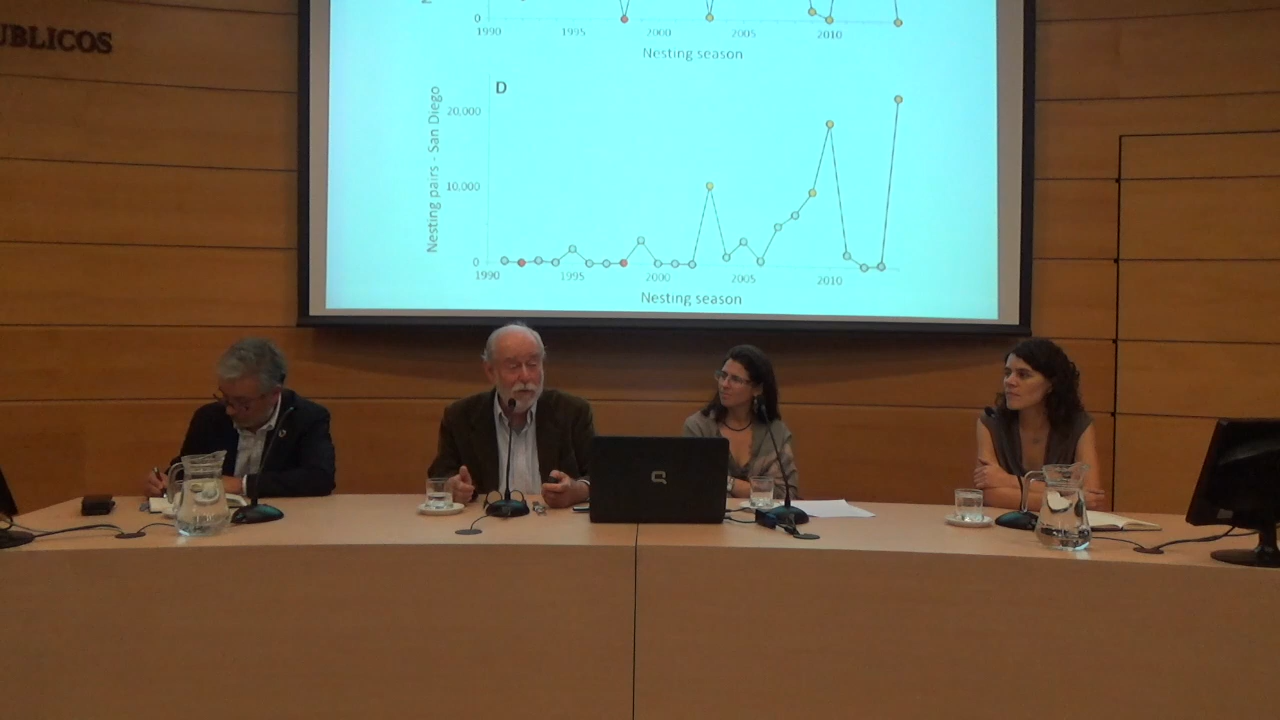 ÚBLICOS
0
1990 1995 2000 2005 2010
Nesting season
D
Nesting pairs - San Diego
20,000
10,000
0
1990 1995 2000 2005 2010
Nesting season